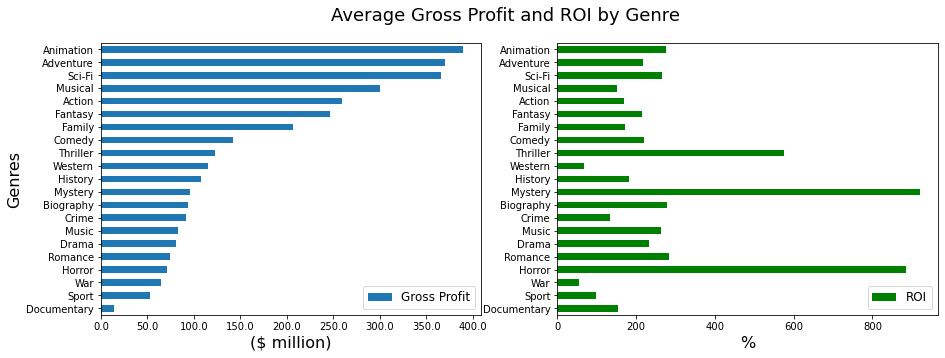 Average Gross Profit and ROI by Genre
Genres
Animation
Adventure
Sci-Fi
Musical
Action
Fantasy
Family
Comedy
Thriller
Western
History
Mystery
Biography
Crime
Music
Drama
Romance
Horror
War
Sport
Documentary
Gross Profit
0.0 50.0 100.0 150.0 200.0 250.0 300.0 350.0 400.0
($ million)
Animation
Adventure
Sci-Fi
Musical
Action
Fantasy
Family
Comedy
Thriller
Western
History
Mystery
Biography
Crime
Music
Drama
Romance
Horror
War
Sport
Documentary
ROI
0 200 400 600 800
%